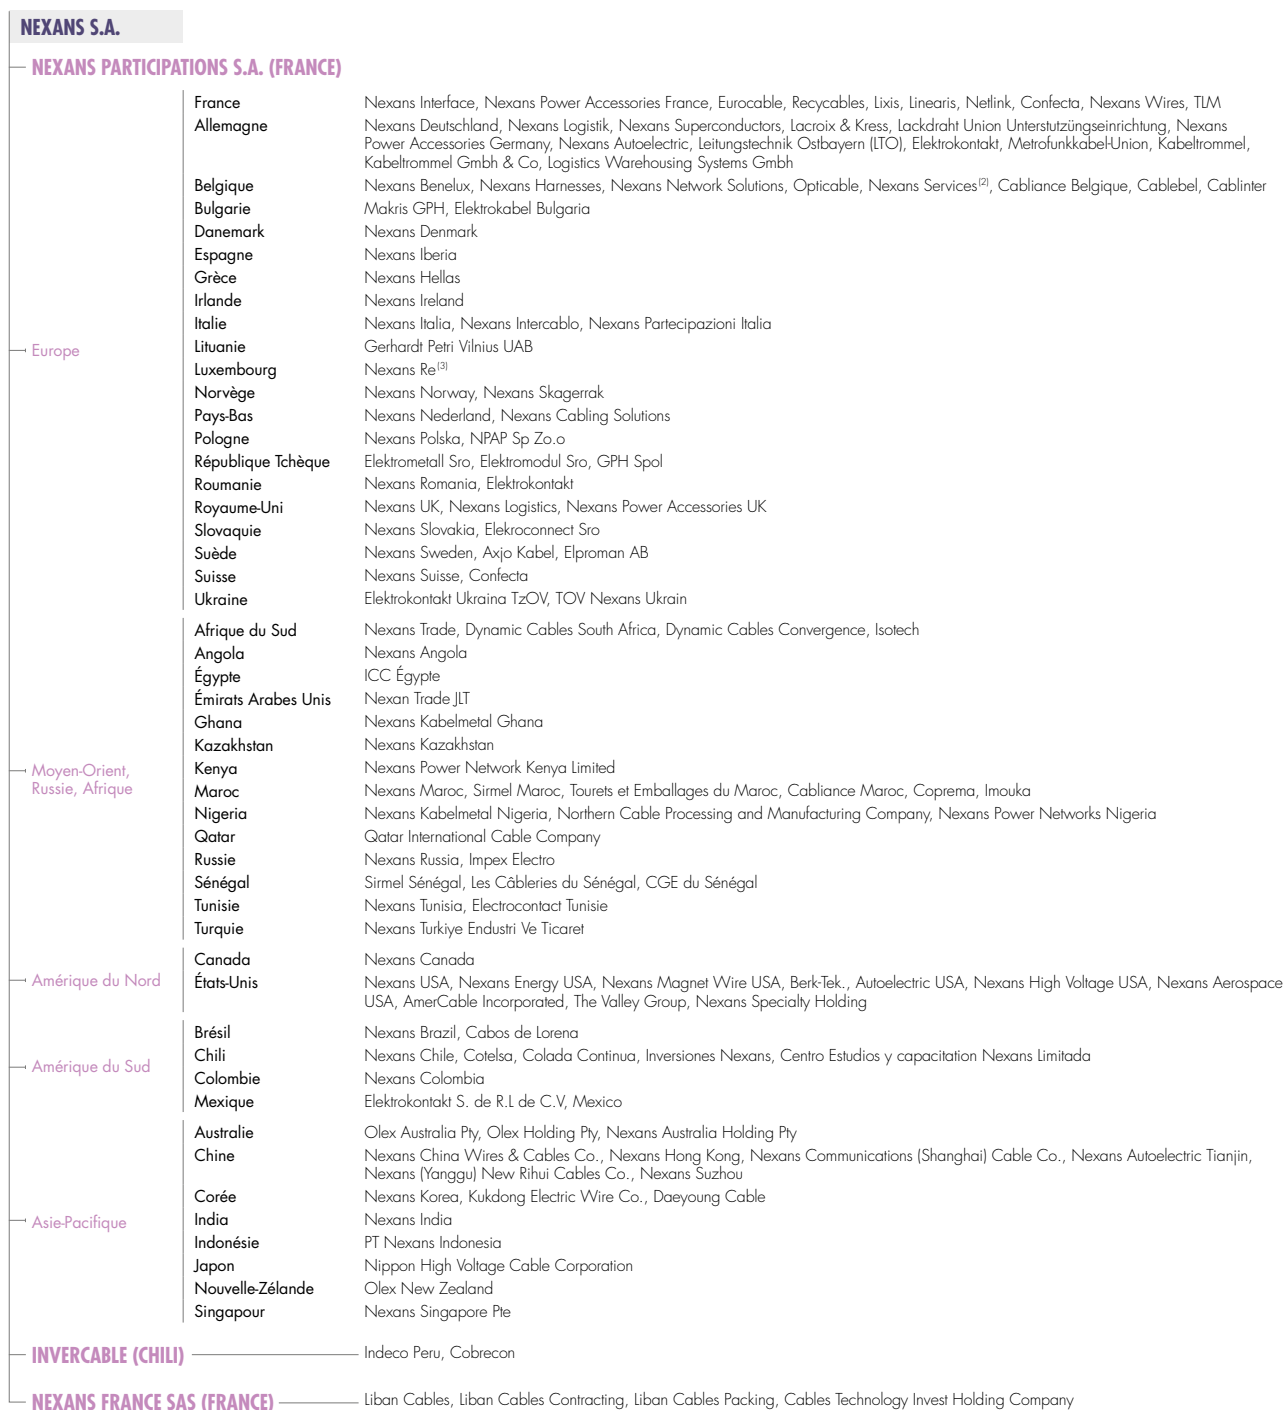 NEXANS S.A.
NEXANS PARTICIPATIONS S.A. (FRANCE)
Europe
France Nexans Interface, Nexans Power Accessories France, Eurocable, Recycables, Lixis, Linearis, Netlink, Confecta, Nexans Wires, TLM
Allemagne Nexans Deutschland, Nexans Logistik, Nexans Superconductors, Lacroix & Kress, Lackdraht Union Unterstutzüngseinrichtung, Nexans
Power Accessories Germany, Nexans Autoelectric, Leitungstechnik Ostbayern (LTO), Elektrokontakt, Metrofunkkabel-Union, Kabeltrommel,
Kabeltrommel Gmbh & Co, Logistics Warehousing Systems Gmbh
Belgique Nexans Benelux, Nexans Harnesses, Nexans Network Solutions, Opticable, Nexans Services(2), Cabliance Belgique, Cablebel, Cablinter
Bulgarie Makris GPH, Elektrokabel Bulgaria
Danemark Nexans Denmark
Espagne Nexans Iberia
Grèce Nexans Hellas
Irlande Nexans Ireland
Italie Nexans Italia, Nexans Intercablo, Nexans Partecipazioni Italia
Lituanie Gerhardt Petri Vilnius UAB
Luxembourg Nexans Re(3)
Norvège Nexans Norway, Nexans Skagerrak
Pays-Bas Nexans Nederland, Nexans Cabling Solutions
Pologne Nexans Polska, NPAP Sp Zo.o
République Tchèque Elektrometall Sro, Elektromodul Sro, GPH Spol
Roumanie Nexans Romania, Elektrokontakt
Royaume-Uni Nexans UK, Nexans Logistics, Nexans Power Accessories UK
Slovaquie Nexans Slovakia, Elekroconnect Sro
Suède Nexans Sweden, Axjo Kabel, Elproman AB
Suisse Nexans Suisse, Confecta
Ukraine Elektrokontakt Ukraina TzOV, TOV Nexans Ukrain
Moyen-Orient,
Russie, Afrique
Afrique du Sud Nexans Trade, Dynamic Cables South Africa, Dynamic Cables Convergence, Isotech
Angola Nexans Angola
Égypte ICC Égypte
Émirats Arabes Unis Nexan Trade JLT
Ghana Nexans Kabelmetal Ghana
Kazakhstan Nexans Kazakhstan
Kenya Nexans Power Network Kenya Limited
Maroc Nexans Maroc, Sirmel Maroc, Tourets et Emballages du Maroc, Cabliance Maroc, Coprema, Imouka
Nigeria Nexans Kabelmetal Nigeria, Northern Cable Processing and Manufacturing Company, Nexans Power Networks Nigeria
Qatar Qatar International Cable Company
Russie Nexans Russia, Impex Electro
Sénégal Sirmel Sénégal, Les Câbleries du Sénégal, CGE du Sénégal
Tunisie Nexans Tunisia, Electrocontact Tunisie
Turquie Nexans Turkiye Endustri Ve Ticaret
Amérique du Nord
Canada Nexans Canada
États-Unis Nexans USA, Nexans Energy USA, Nexans Magnet Wire USA, Berk-Tek., Autoelectric USA, Nexans High Voltage USA, Nexans Aerospace
USA, AmerCable Incorporated, The Valley Group, Nexans Specialty Holding
Amérique du Sud
Brésil Nexans Brazil, Cabos de Lorena
Chili Nexans Chile, Cotelsa, Colada Continua, Inversiones Nexans, Centro Estudios y capacitation Nexans Limitada
Colombie Nexans Colombia
Mexique Elektrokontakt S. de R.L de C.V, Mexico
Asie-Pacifique
Australie Olex Australia Pty, Olex Holding Pty, Nexans Australia Holding Pty
Chine Nexans China Wires & Cables Co., Nexans Hong Kong, Nexans Communications (Shanghai) Cable Co., Nexans Autoelectric Tianjin,
Nexans (Yanggu) New Rihui Cables Co., Nexans Suzhou
Corée Nexans Korea, Kukdong Electric Wire Co., Daeyoung Cable
India Nexans India
Indonésie PT Nexans Indonesia
Japon Nippon High Voltage Cable Corporation
Nouvelle-Zélande Olex New Zealand
Singapour Nexans Singapore Pte
INVERCABLE (CHILI) Indeco Peru, Cobrecon
NEXANS FRANCE SAS (FRANCE) Liban Cables, Liban Cables Contracting, Liban Cables Packing, Cables Technology Invest Holding Company